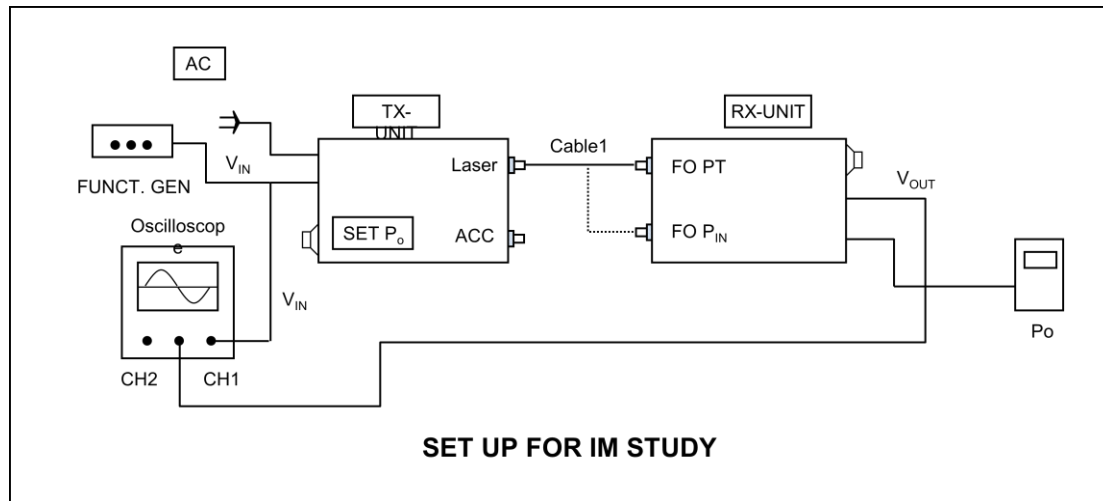 AC
TX-
UNIT
RX-UNIT
Cable1
Laser
FO PT
V_IN
FUNCT. GEN
V_OUT
Oscilloscop
e
SET P_o
ACC
FO P_IN
V_IN
Po
CH2
CH1
SET UP FOR IM STUDY